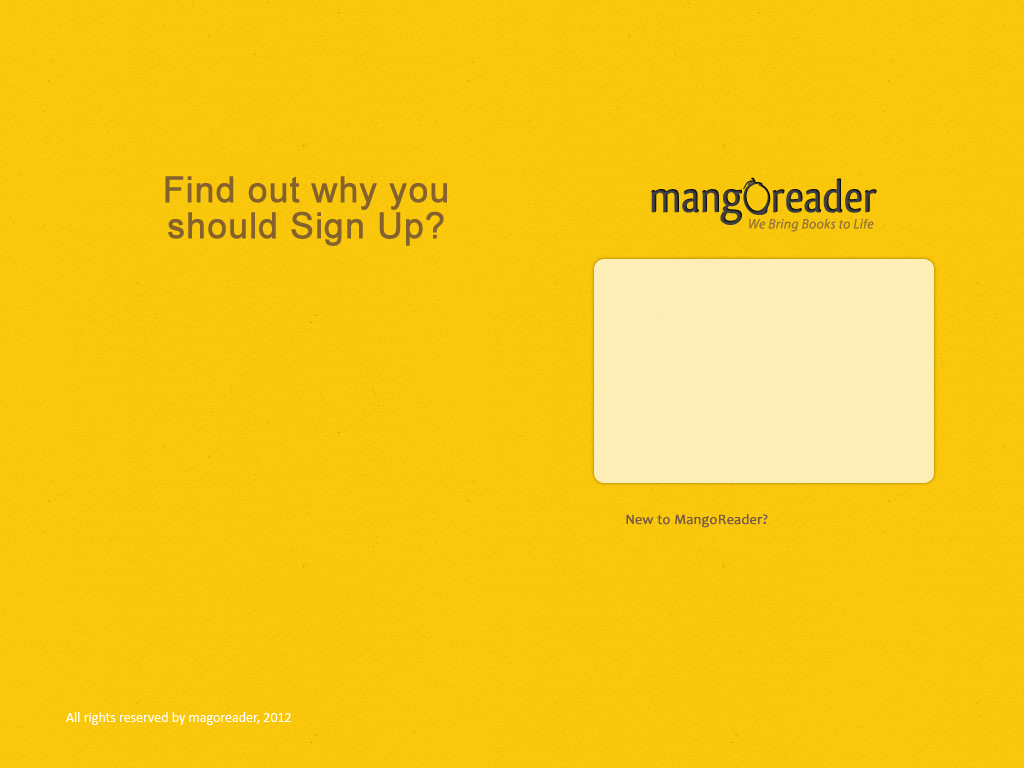 Find out why you
should Sign Up?
mangoreader
We Bring Books to Life
New to MangoReader?
All rights reserved by magoreader, 2012